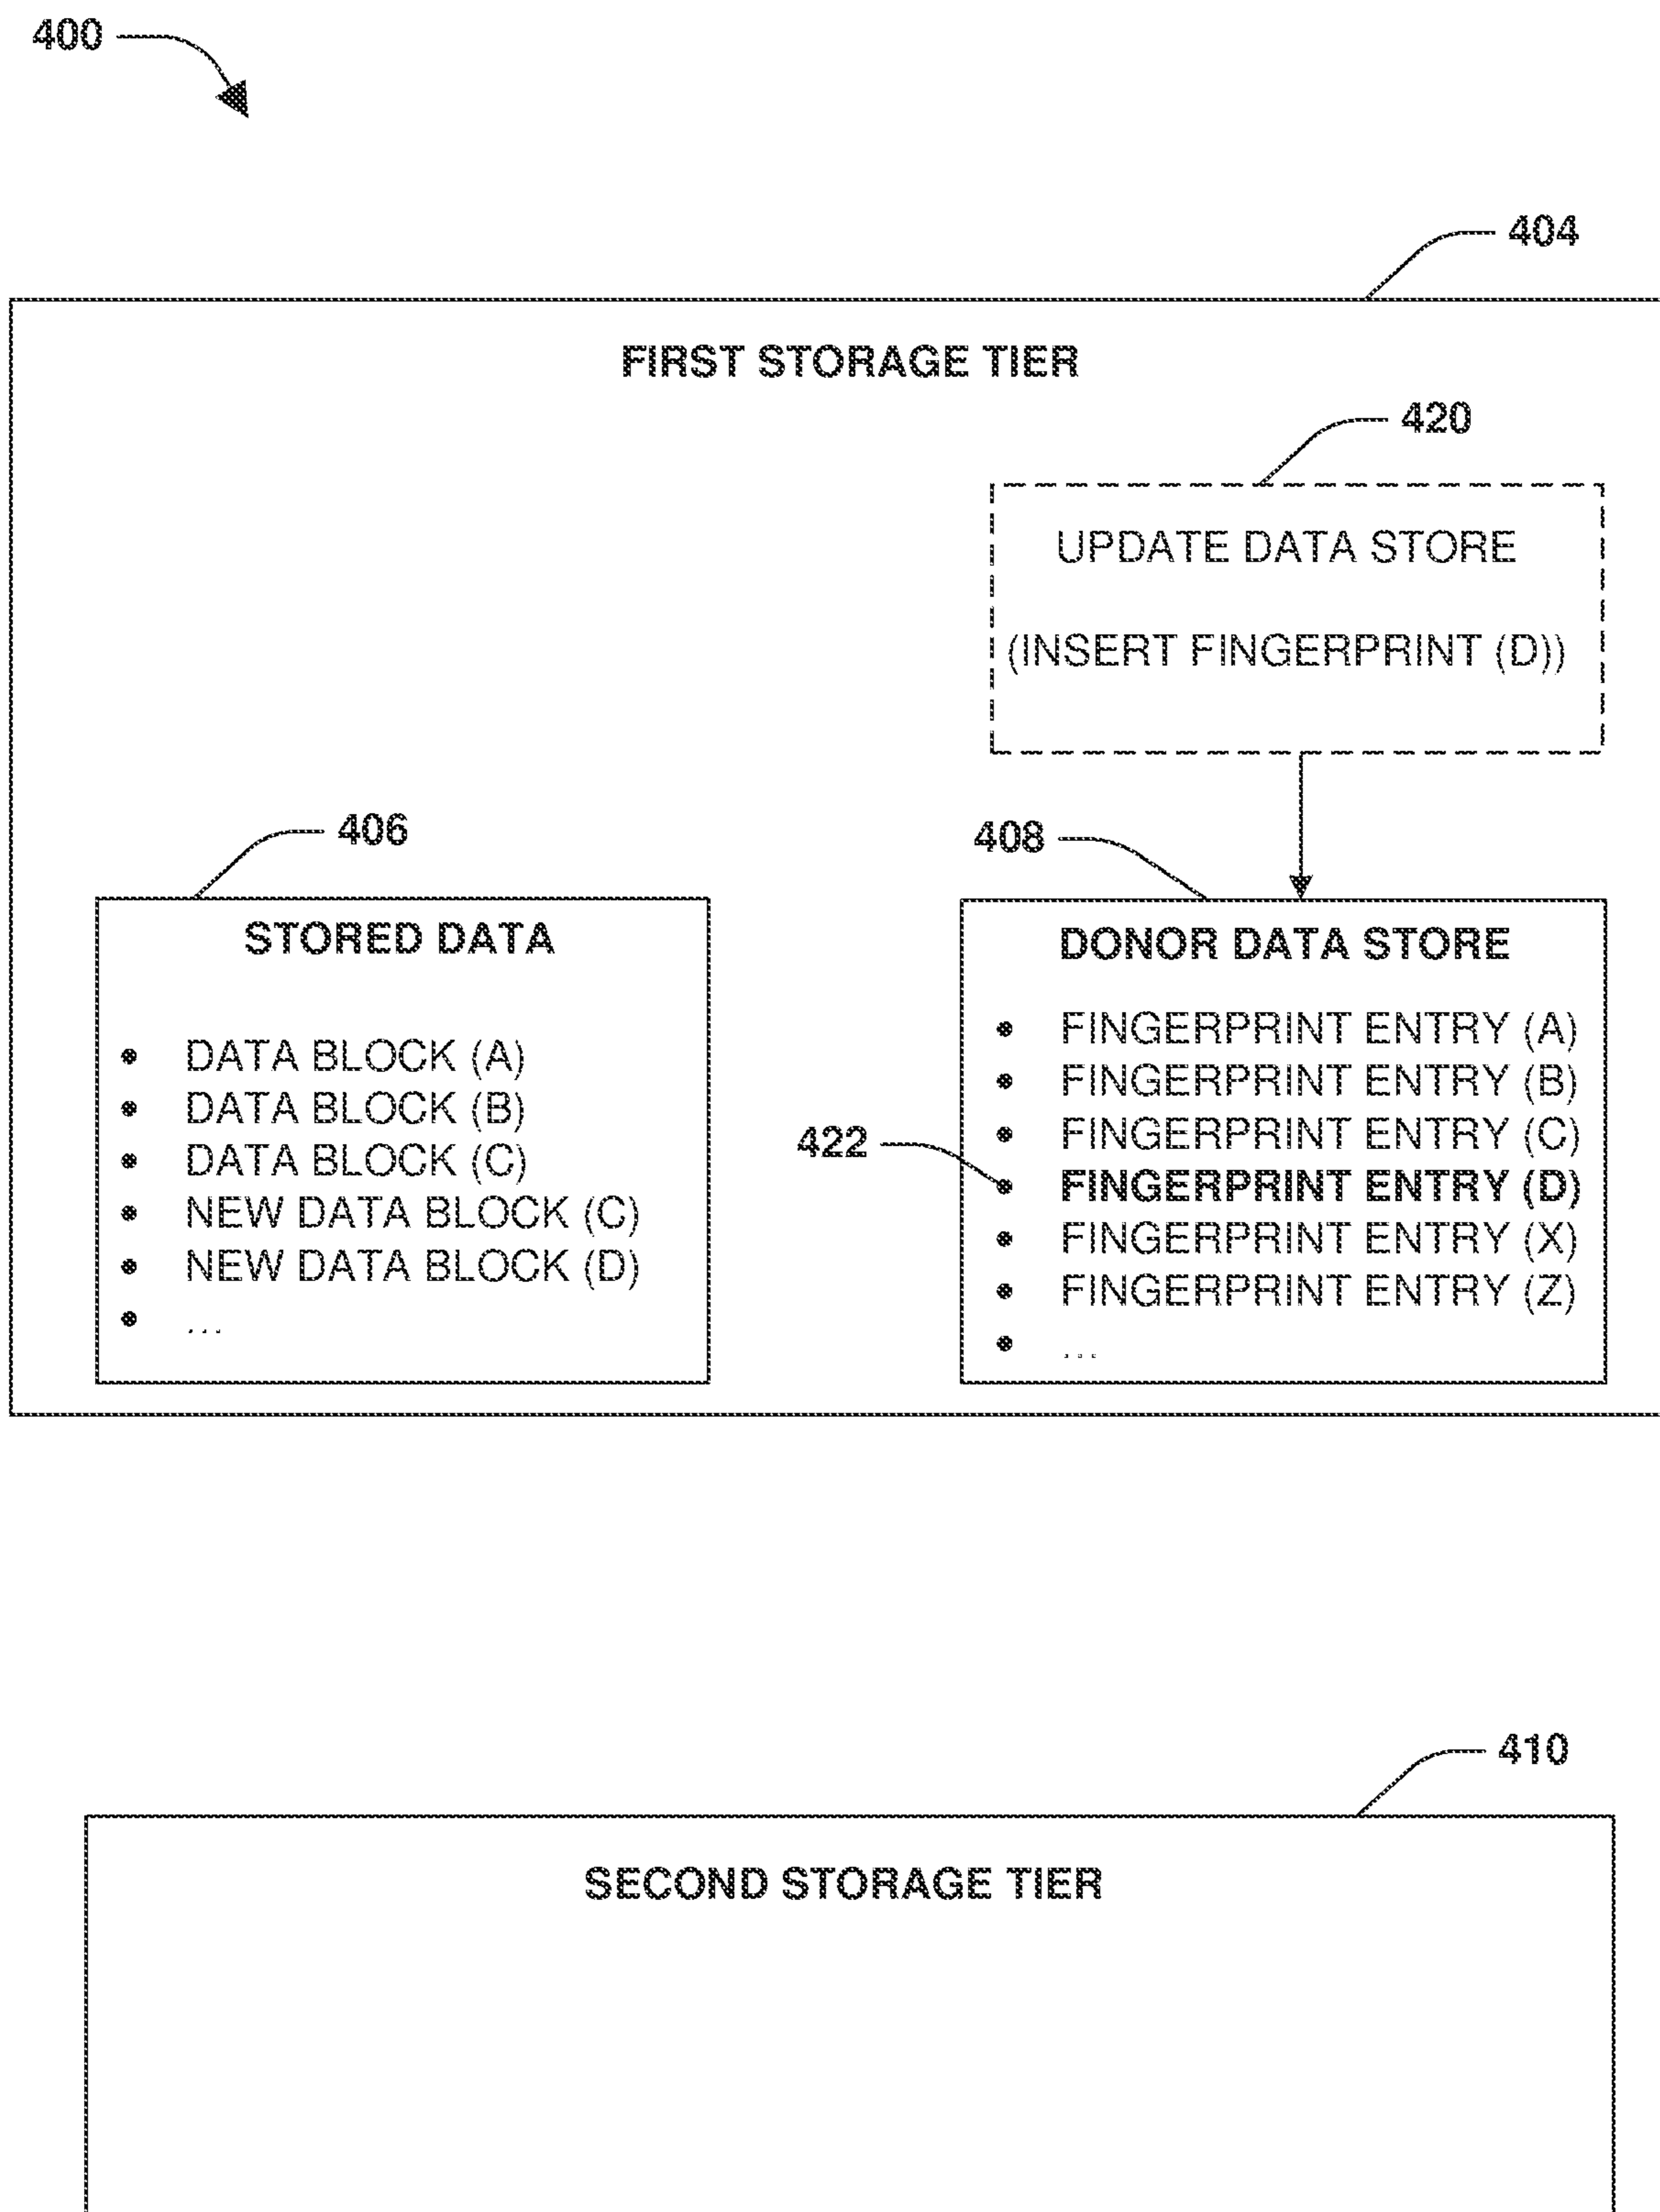 400
404
FIRST STORAGE TIER
420
UPDATE DATA STORE
(INSERT FINGERPRINT (D))
406
408
STORED DATA
• DATA BLOCK (A)
• DATA BLOCK (B)
• DATA BLOCK (C)
• NEW DATA BLOCK (C)
• NEW DATA BLOCK (D)
• ...
DONOR DATA STORE
• FINGERPRINT ENTRY (A)
• FINGERPRINT ENTRY (B)
• FINGERPRINT ENTRY (C)
422
• FINGERPRINT ENTRY (D)
• FINGERPRINT ENTRY (X)
• FINGERPRINT ENTRY (Z)
• ...
410
SECOND STORAGE TIER